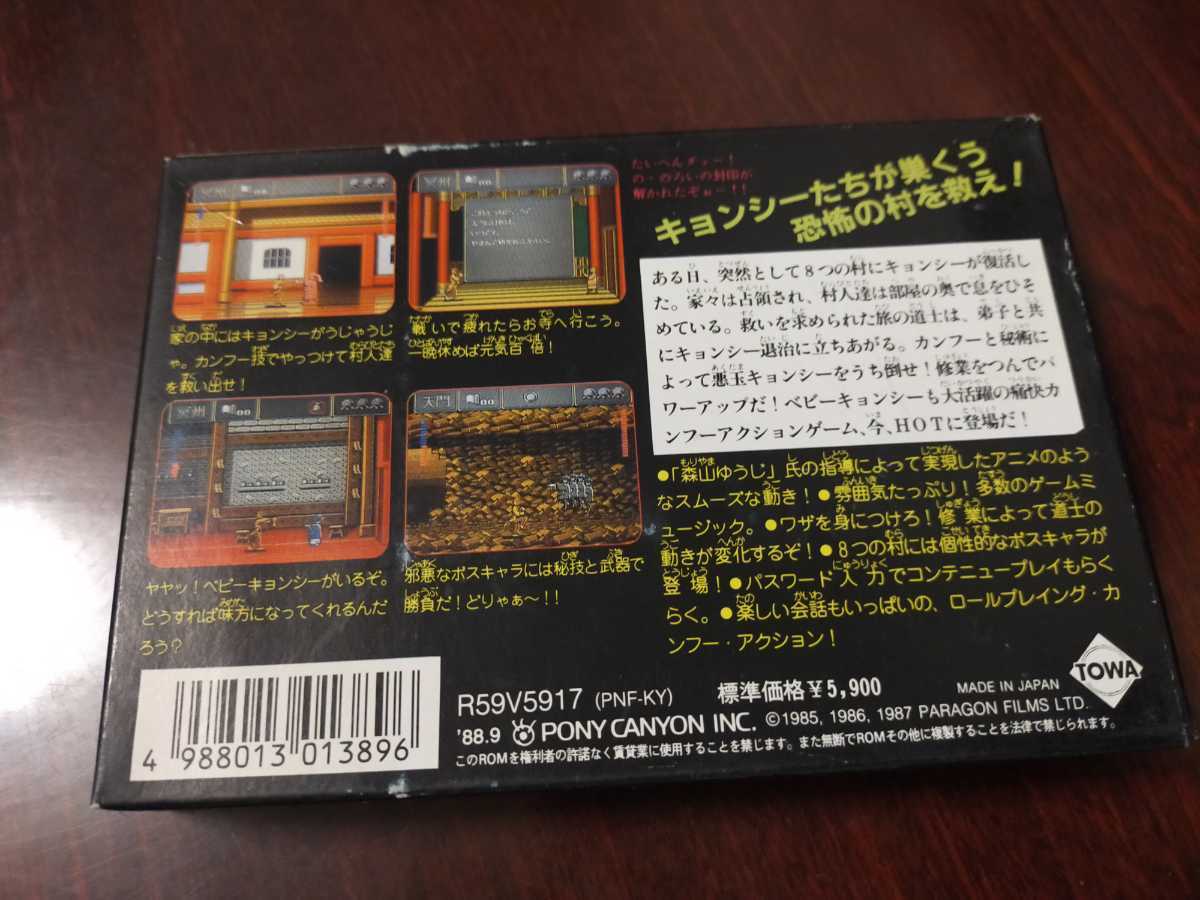 たいへんダァー！
の・のろいの封印が
解かれたぞぉー！！
キョンシーたちが巣くう
恐怖の村を救え！
ある日、突然として8つの村にキョンシーが復活し
た。家々は占領され、村人達は部屋の奥で息をひそ
めている。救いを求められた旅の道士は、弟子と共
にキョンシー退治に立ちあがる。カンフーと秘術に
よって悪玉キョンシーをうち倒せ！修業をつんでパ
ワーアップだ！ベビーキョンシーも大活躍の痛快カ
ンフーアクションゲーム、今、HOTに登場だ！
●「森山ゆうじ」氏の指導によって実現したアニメのよう
なスムーズな動き！●雰囲気たっぷり！多数のゲームミ
ュージック。●ワザを身につけろ！修業によって道士の
動きが変化するぞ！●8つの村には個性的なボスキャラが
登場！●パスワード入力でコンテニュープレイもらく
らく。●楽しい会話もいっぱいの、ロールプレイング・カ
ンフー・アクション！
家の中にはキョンシーがうじゃうじ
ゃ。カンフー技でやっつけて村人達
を救い出せ！
戦いで疲れたらお寺へ行こう。
一晩休めば元気百倍！
州
天門
ヤヤッ！ベビーキョンシーがいるぞ。
どうすれば味方になってくれるんだ
ろう？
邪悪なボスキャラには秘技と武器で
勝負だ！どりゃぁ〜！！
4 988013 013896
R59V5917 (PNF-KY) 標準価格￥5,900
MADE IN JAPAN
TOWA
'88.9 PONY CANYON INC. ©1985, 1986, 1987 PARAGON FILMS LTD.
このROMを権利者の許諾なく賃貸業に使用することを禁じます。また無断でROMその他に複製することを法律で禁じられます。